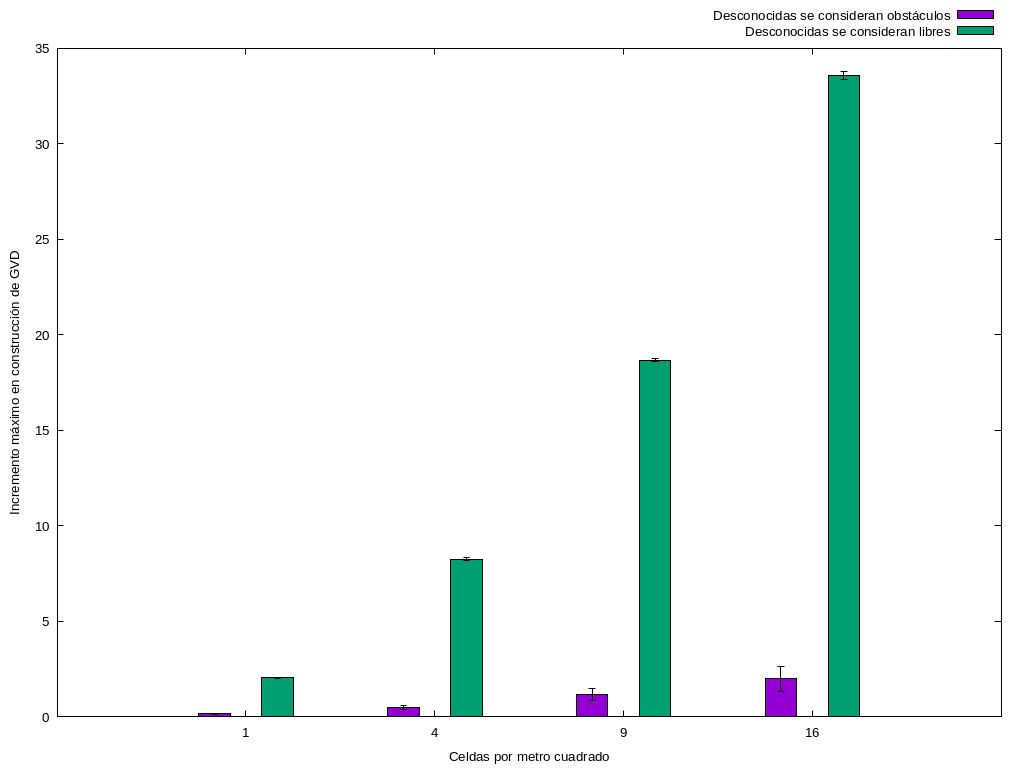 Desconocidas se consideran obstáculos
Desconocidas se consideran libres
35
30
25
20
15
10
5
0
Incremento máximo en construcción de GVD
1 4 9 16
Celdas por metro cuadrado